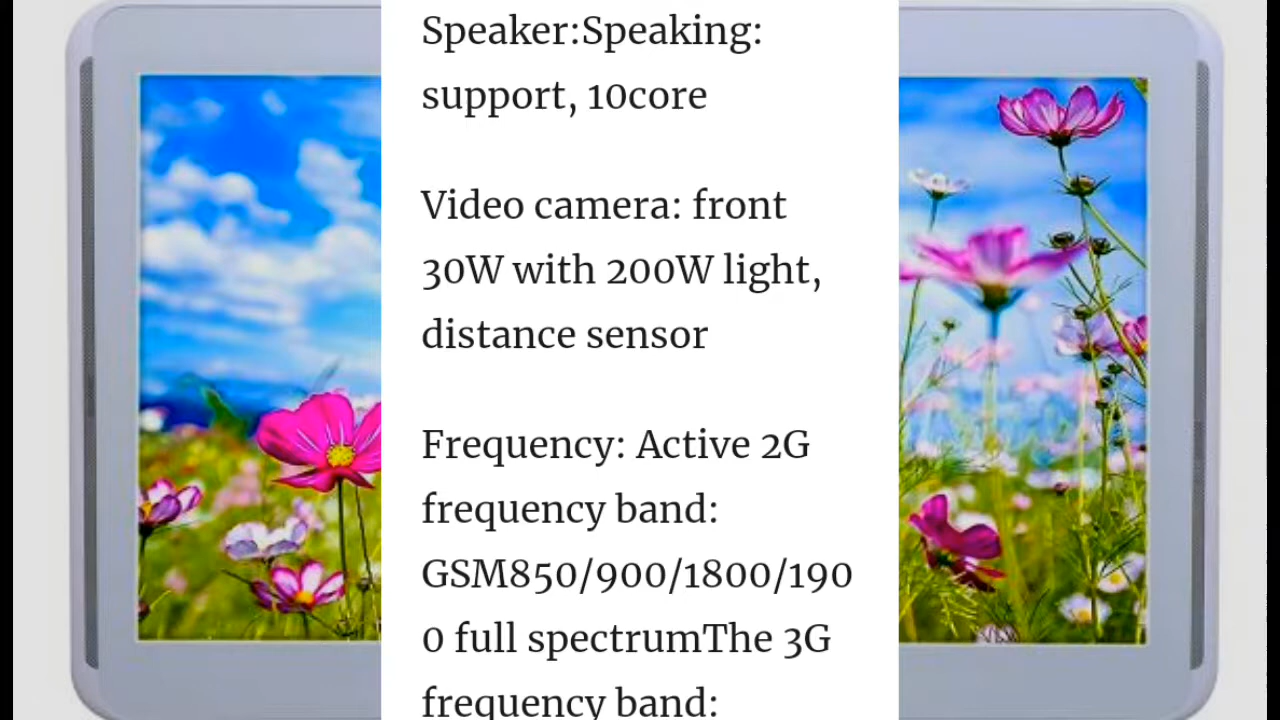 Speaker:Speaking:
support, 10core
Video camera: front
30W with 200W light,
distance sensor
Frequency: Active 2G
frequency band:
GSM850/900/1800/190
0 full spectrumThe 3G
frequency band: